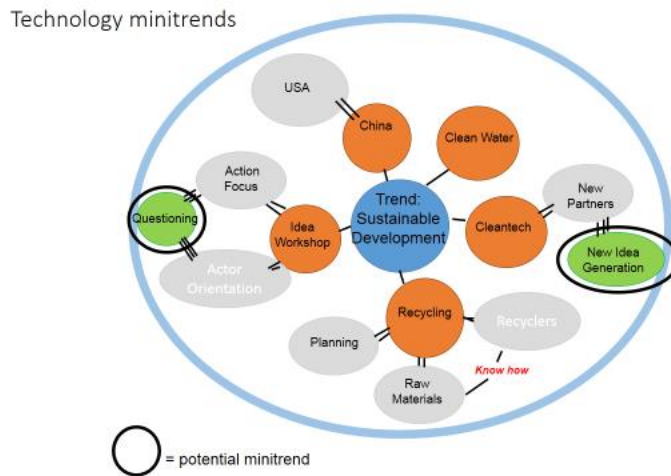 Technology minitrends
USA
China
Clean Water
Action
Focus
New
Partners
Trend:
Sustainable
Development
Questioning
Idea
Workshop
Cleantech
New Idea
Generation
Actor
Orientation
Recycling
Recyclers
Planning
Know how
Raw
Materials
= potential minitrend